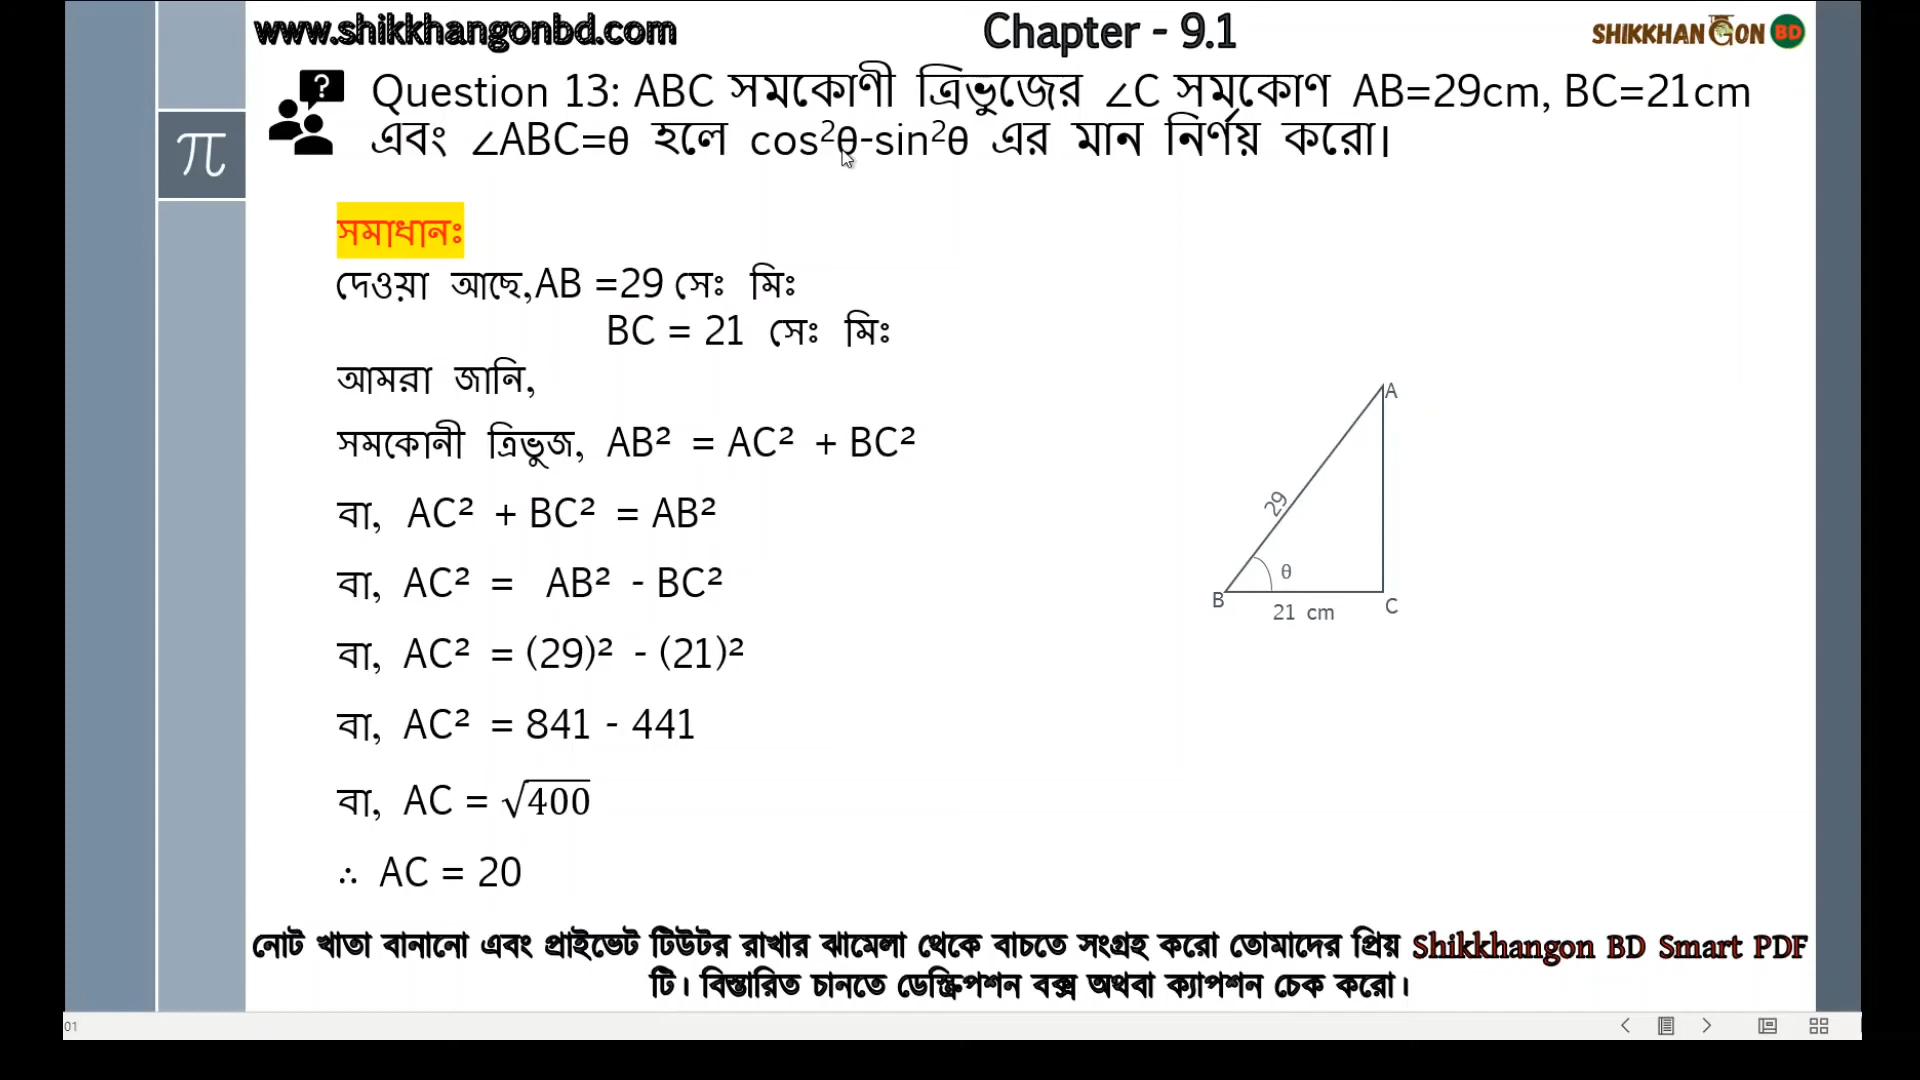 www.shikkhangonbd.com
Chapter - 9.1
SHIKKHANGON BD
Question 13: ABC সমকোণী ত্রিভুজের ∠C সমকোণ AB=29cm, BC=21cm
এবং ∠ABC=θ হলে cos²θ-sin²θ এর মান নির্ণয় করো।
π
সমাধানঃ
দেওয়া আছে,AB =29 সেঃ মিঃ
BC = 21 সেঃ মিঃ
আমরা জানি,
সমকোনী ত্রিভুজ, AB² = AC² + BC²
বা, AC² + BC² = AB²
বা, AC² = AB² - BC²
বা, AC² = (29)² - (21)²
বা, AC² = 841 - 441
বা, AC = √400
∴ AC = 20
A
29
θ
B
21 cm
C
নোট খাতা বানানো এবং প্রাইভেট টিউটর রাখার ঝামেলা থেকে বাচতে সংগ্রহ করো তোমাদের প্রিয় Shikkhangon BD Smart PDF
টি। বিস্তারিত চানতে ডেস্ক্রিপশন বক্স অথবা ক্যাপশন চেক করো।
01